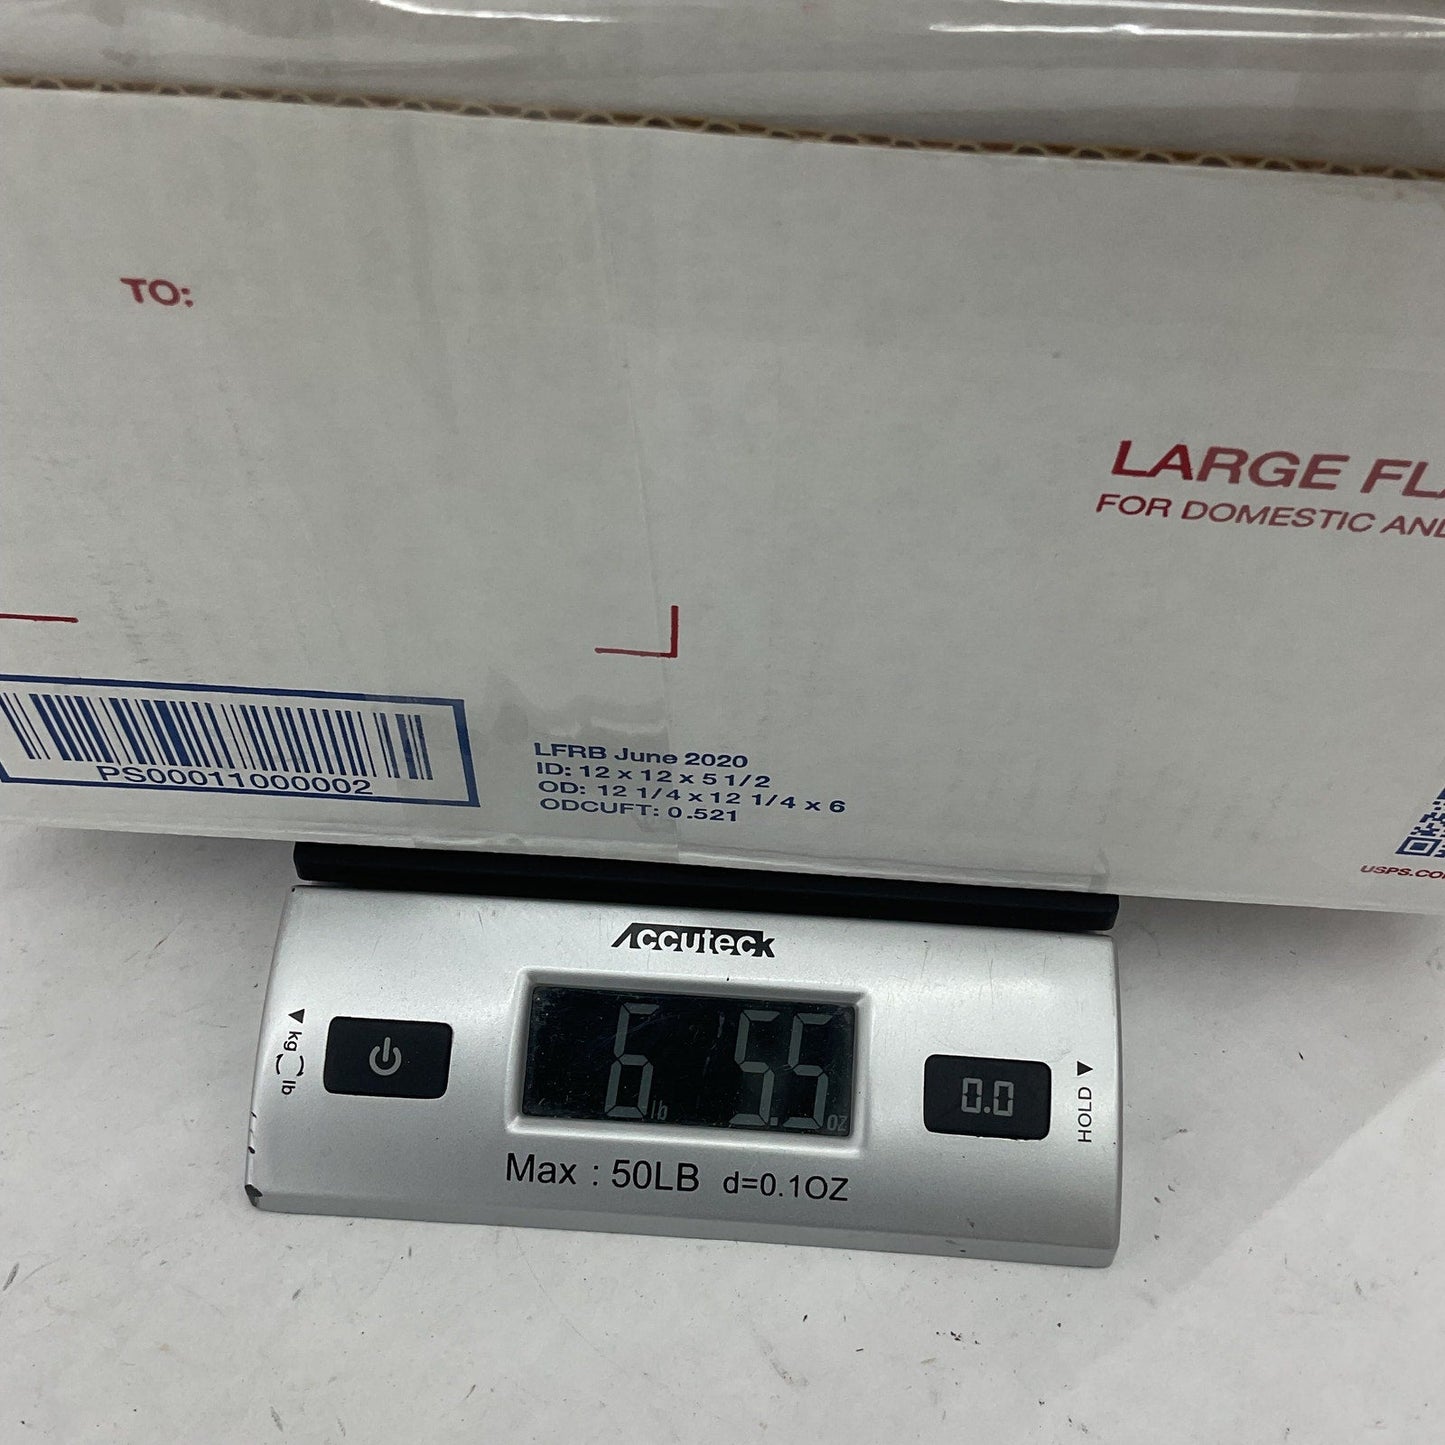 TO:
LARGE FLA
FOR DOMESTIC AND
PS00011000002
LFRB June 2020
ID: 12 x 12 x 5 1/2
OD: 12 1/4 x 12 1/4 x 6
ODCUFT: 0.521
USPS.CO
Accuteck
kg lb
6 lb 5.5 oz
0.0
HOLD
Max : 50LB d=0.1OZ